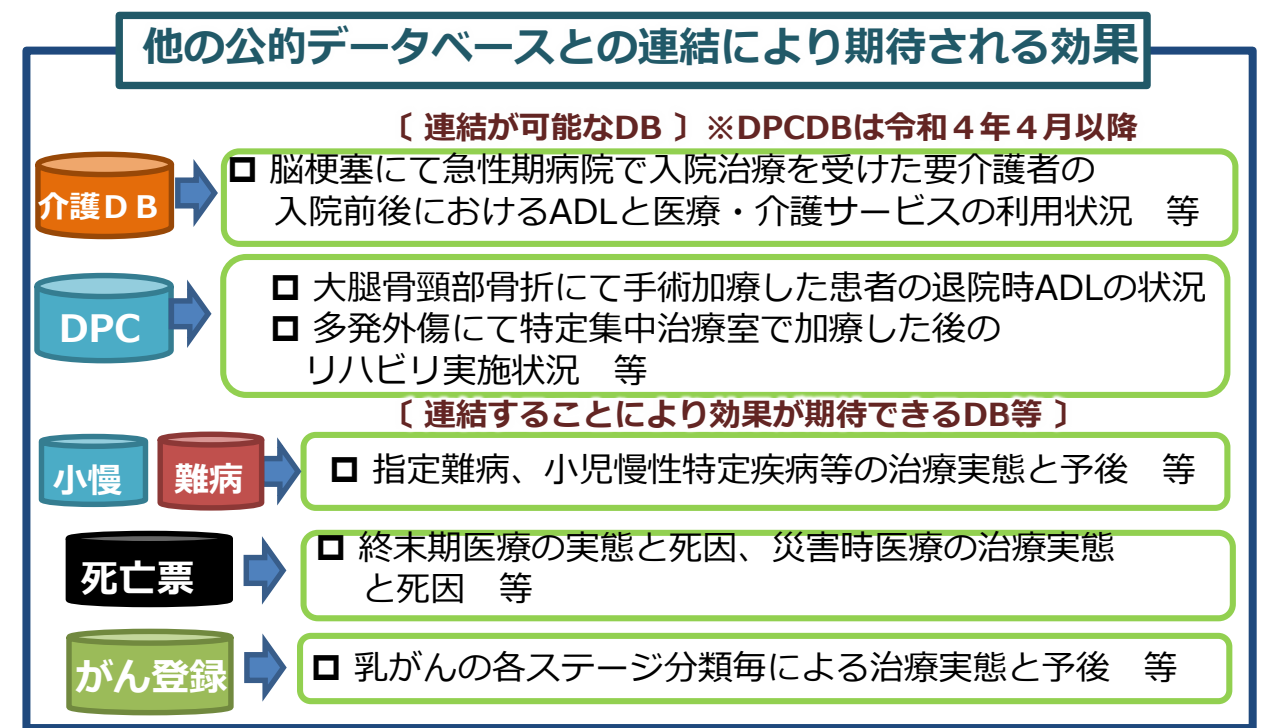 他の公的データベースとの連結により期待される効果
〔 連結が可能なDB 〕※DPCDBは令和４年４月以降
介護ＤＢ
脳梗塞にて急性期病院で入院治療を受けた要介護者の
入院前後におけるADLと医療・介護サービスの利用状況　等
DPC
大腿骨頸部骨折にて手術加療した患者の退院時ADLの状況
多発外傷にて特定集中治療室で加療した後の
リハビリ実施状況　等
〔 連結することにより効果が期待できるDB等 〕
小慢
難病
指定難病、小児慢性特定疾病等の治療実態と予後　等
死亡票
終末期医療の実態と死因、災害時医療の治療実態
と死因　等
がん登録
乳がんの各ステージ分類毎による治療実態と予後　等